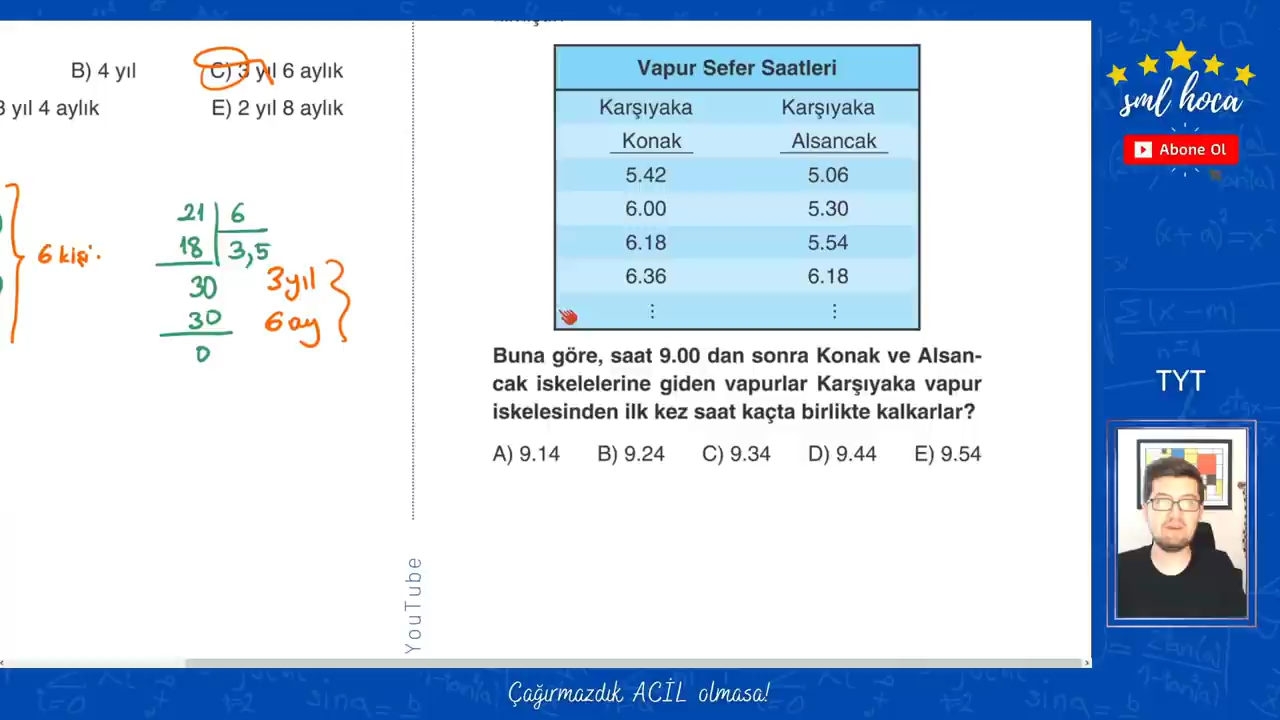 B) 4 yıl
C) 3 yıl 6 aylık
3 yıl 4 aylık
E) 2 yıl 8 aylık
6 kişi
21 6
18 3,5
30
30
0
3 yıl
6 ay
YouTube
Vapur Sefer Saatleri
Karşıyaka Karşıyaka
Konak Alsancak
5.42 5.06
6.00 5.30
6.18 5.54
6.36 6.18
⋮ ⋮
Buna göre, saat 9.00 dan sonra Konak ve Alsan-
cak iskelelerine giden vapurlar Karşıyaka vapur
iskelesinden ilk kez saat kaçta birlikte kalkarlar?
A) 9.14 B) 9.24 C) 9.34 D) 9.44 E) 9.54
sml hoca
Abone Ol
TYT
Çağırmazdık ACİL olmasa!